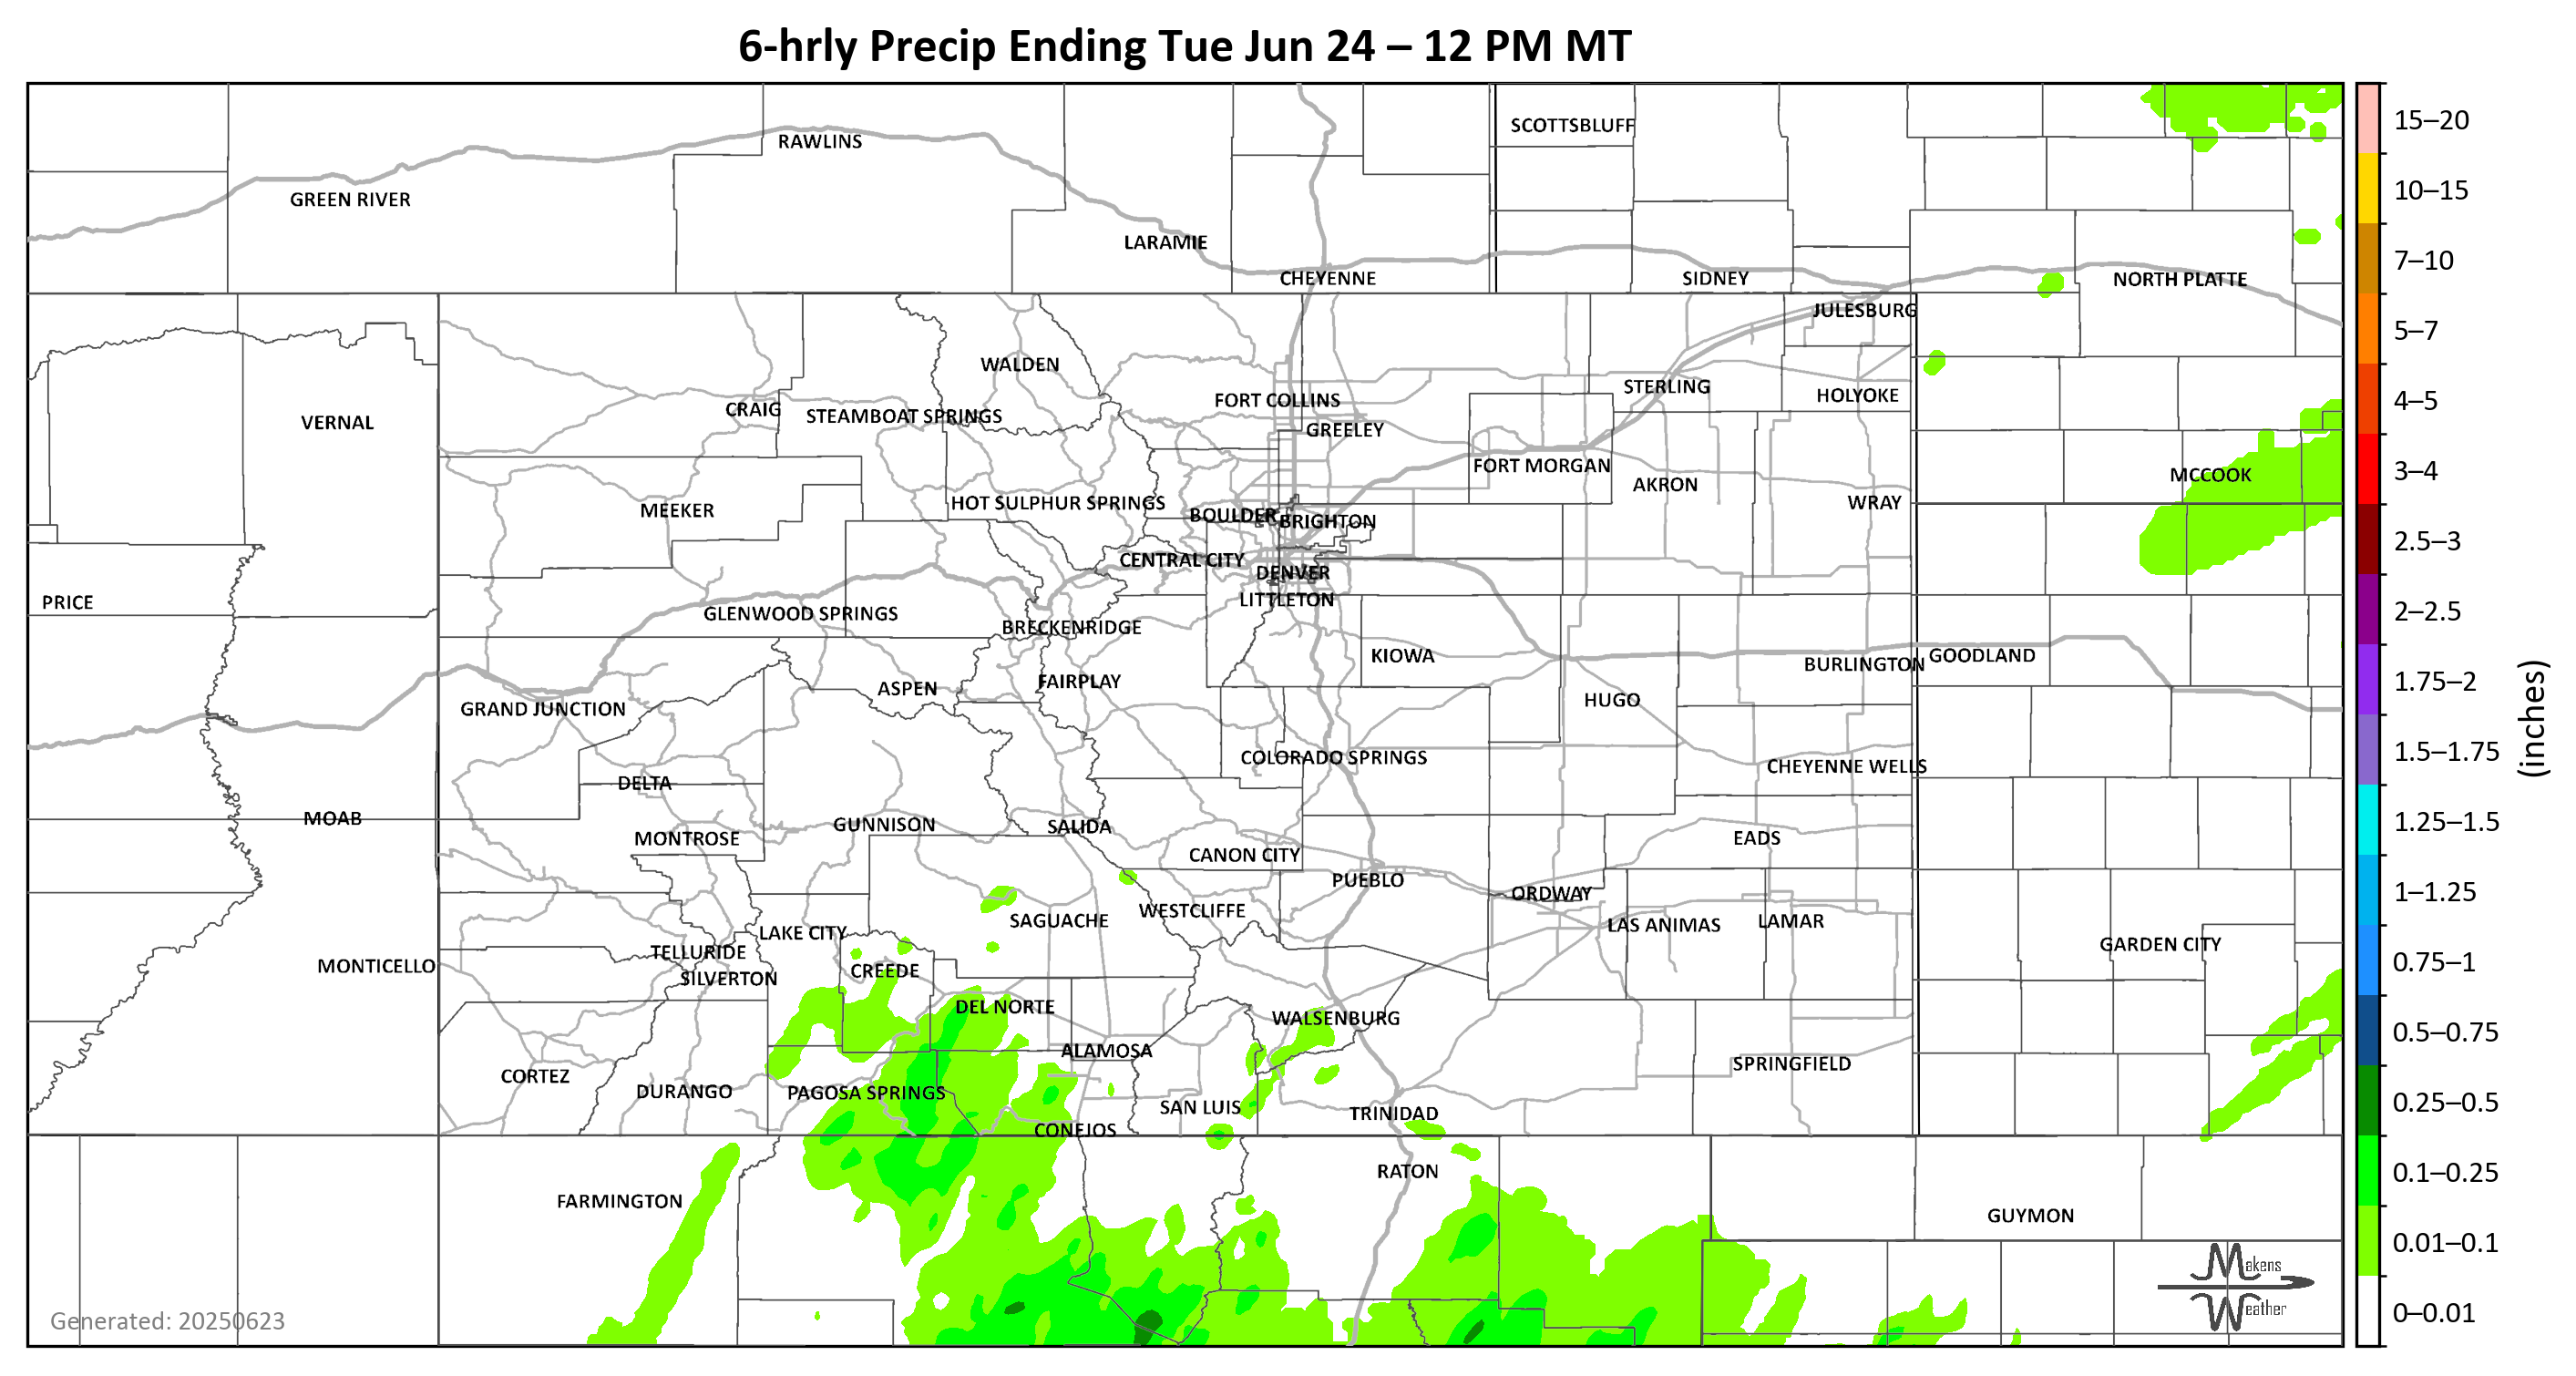 6-hrly Precip Ending Tue Jun 24 – 12 PM MT
SCOTTSBLUFF
15–20
RAWLINS
10–15
GREEN RIVER
LARAMIE
7–10
CHEYENNE
SIDNEY
NORTH PLATTE
JULESBURG
5–7
WALDEN
STERLING
HOLYOKE
4–5
CRAIG
STEAMBOAT SPRINGS
FORT COLLINS
VERNAL
GREELEY
FORT MORGAN
3–4
MCCOOK
AKRON
MEEKER
HOT SULPHUR SPRINGS
WRAY
BOULDER
BRIGHTON
2.5–3
CENTRAL CITY
DENVER
PRICE
LITTLETON
2–2.5
GLENWOOD SPRINGS
BRECKENRIDGE
KIOWA
BURLINGTON
GOODLAND
ASPEN
FAIRPLAY
1.75–2
GRAND JUNCTION
HUGO
(inches)
COLORADO SPRINGS
CHEYENNE WELLS
1.5–1.75
DELTA
MOAB
GUNNISON
SALIDA
1.25–1.5
MONTROSE
EADS
CANON CITY
PUEBLO
ORDWAY
1–1.25
SAGUACHE
WESTCLIFFE
LAS ANIMAS
LAMAR
LAKE CITY
GARDEN CITY
TELLURIDE
MONTICELLO
CREEDE
0.75–1
SILVERTON
DEL NORTE
WALSENBURG
0.5–0.75
ALAMOSA
SPRINGFIELD
CORTEZ
DURANGO
PAGOSA SPRINGS
SAN LUIS
TRINIDAD
0.25–0.5
CONEJOS
RATON
0.1–0.25
FARMINGTON
GUYMON
0.01–0.1
Makens
Weather
0–0.01
Generated: 20250623